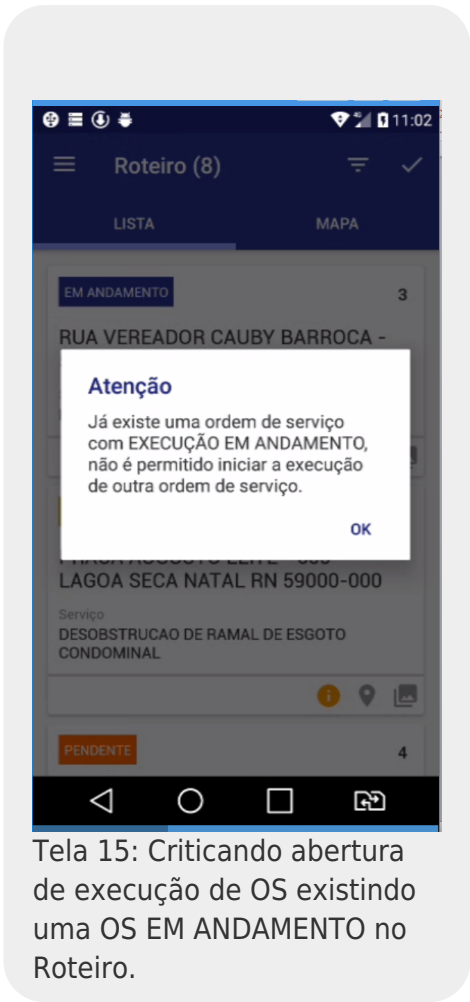 11:02
Roteiro (8)
LISTA MAPA
EM ANDAMENTO 3
RUA VEREADOR CAUBY BARROCA -
Atenção
Já existe uma ordem de serviço
com EXECUÇÃO EM ANDAMENTO,
não é permitido iniciar a execução
de outra ordem de serviço.
OK
LAGOA SECA NATAL RN 59000-000
Serviço
DESOBSTRUCAO DE RAMAL DE ESGOTO
CONDOMINAL
PENDENTE 4
Tela 15: Criticando abertura
de execução de OS existindo
uma OS EM ANDAMENTO no
Roteiro.